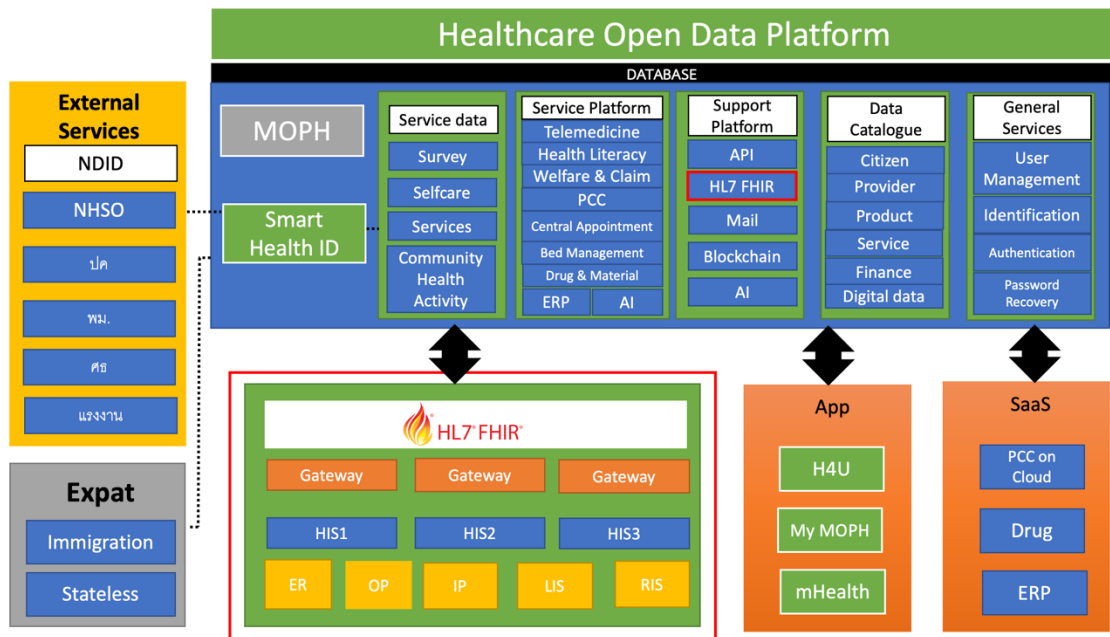 Healthcare Open Data Platform
DATABASE
External
Services
NDID
NHSO
ปค
พม.
ศธ
แรงงาน
Expat
Immigration
Stateless
MOPH
Smart
Health ID
Service data
Survey
Selfcare
Services
Community
Health
Activity
Service Platform
Telemedicine
Health Literacy
Welfare & Claim
PCC
Central Appointment
Bed Management
Drug & Material
ERP
AI
Support
Platform
API
HL7 FHIR
Mail
Blockchain
AI
Data
Catalogue
Citizen
Provider
Product
Service
Finance
Digital data
General
Services
User
Management
Identification
Authentication
Password
Recovery
HL7® FHIR®
Gateway
Gateway
Gateway
HIS1
HIS2
HIS3
ER
OP
IP
LIS
RIS
App
H4U
My MOPH
mHealth
SaaS
PCC on
Cloud
Drug
ERP